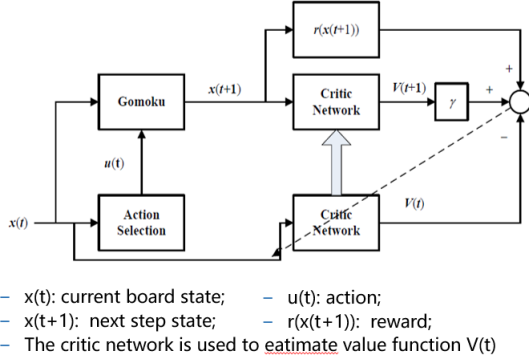 r(x(t+1))
+
x(t+1)
V(t+1)
+
Gomoku
Critic
Network
γ
−
u(t)
x(t)
Action
Selection
Critic
Network
V(t)
– x(t): current board state;
– u(t): action;
– x(t+1): next step state;
– r(x(t+1)): reward;
– The critic network is used to eatimate value function V(t)